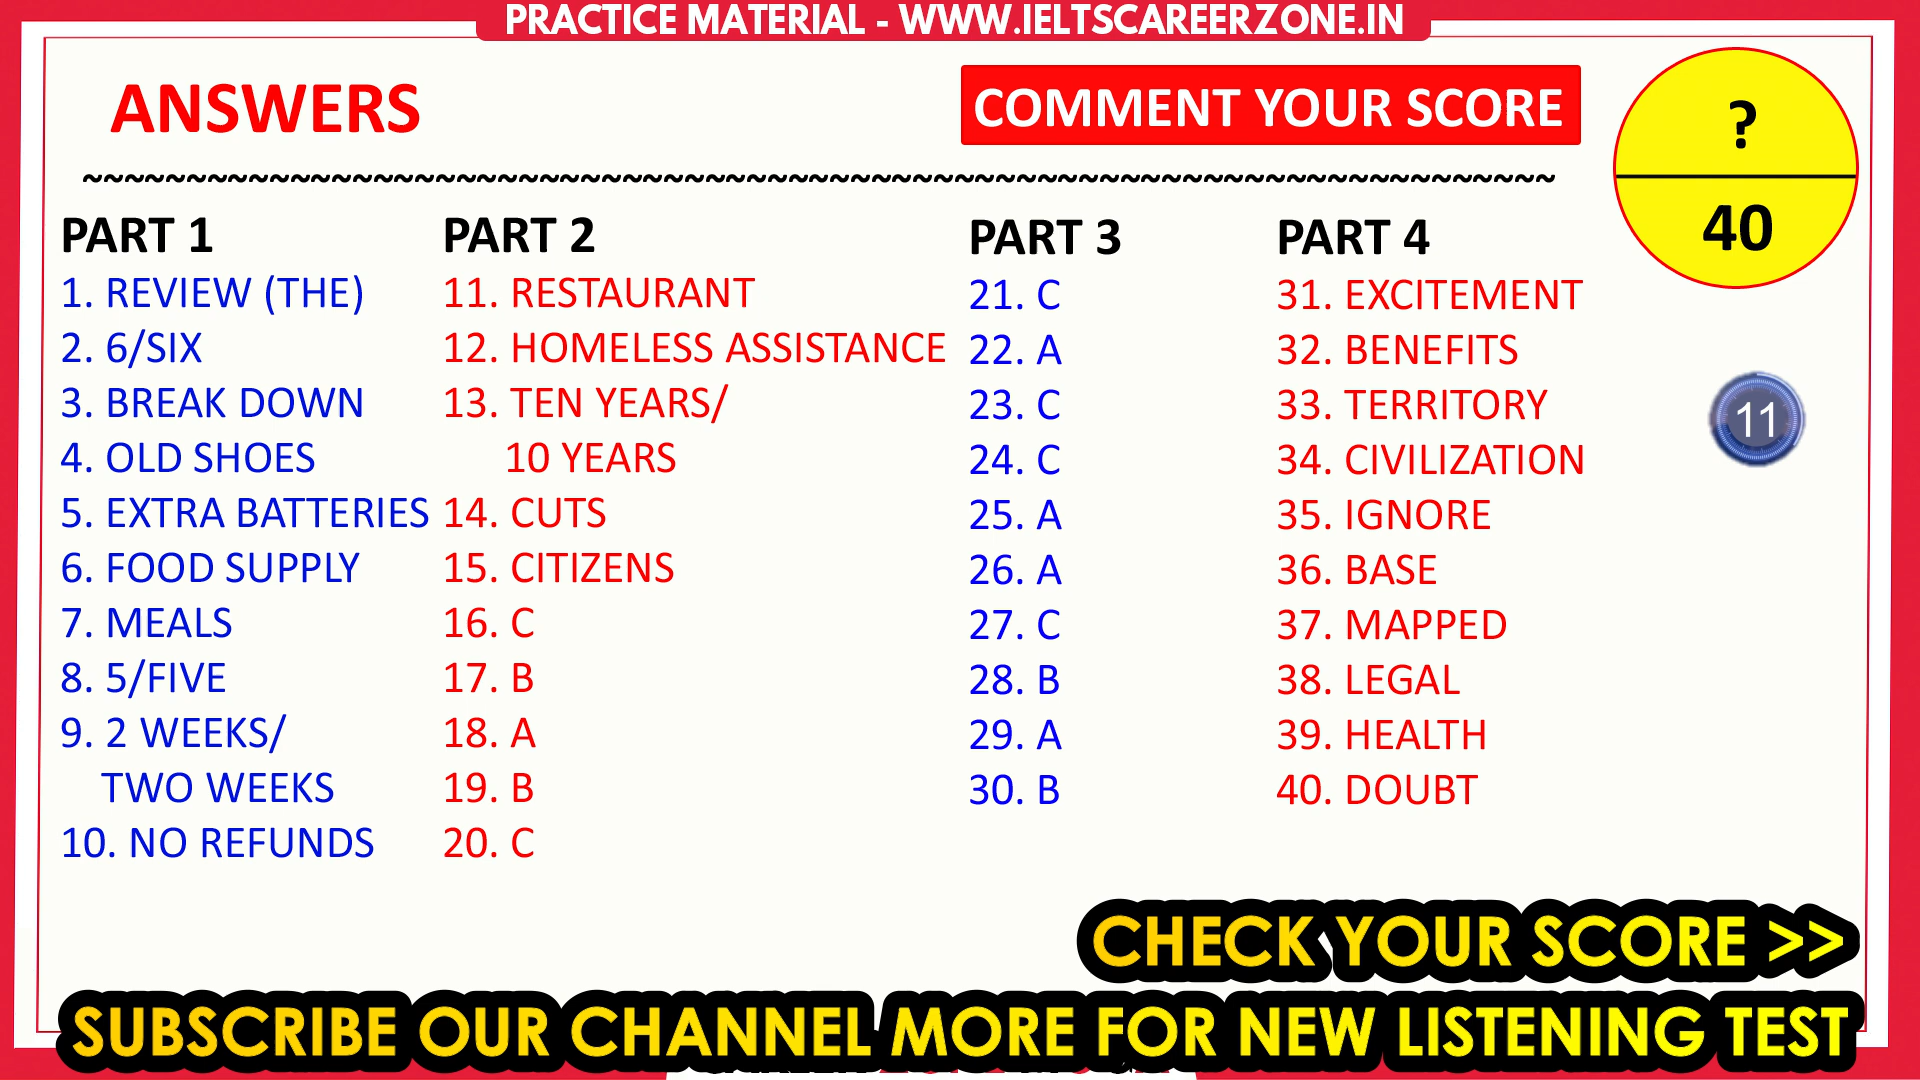 PRACTICE MATERIAL - WWW.IELTSCAREERZONE.IN
ANSWERS
COMMENT YOUR SCORE
?
40
~~~~~~~~~~~~~~~~~~~~~~~~~~~~~~~~~~~~~~~~~~~~~~~~~~~~~~~~~~~~~~~~~~~~~~~
PART 1
1. REVIEW (THE)
2. 6/SIX
3. BREAK DOWN
4. OLD SHOES
5. EXTRA BATTERIES
6. FOOD SUPPLY
7. MEALS
8. 5/FIVE
9. 2 WEEKS/
TWO WEEKS
10. NO REFUNDS
PART 2
11. RESTAURANT
12. HOMELESS ASSISTANCE
13. TEN YEARS/
10 YEARS
14. CUTS
15. CITIZENS
16. C
17. B
18. A
19. B
20. C
PART 3
21. C
22. A
23. C
24. C
25. A
26. A
27. C
28. B
29. A
30. B
PART 4
31. EXCITEMENT
32. BENEFITS
33. TERRITORY
34. CIVILIZATION
35. IGNORE
36. BASE
37. MAPPED
38. LEGAL
39. HEALTH
40. DOUBT
11
CHECK YOUR SCORE >>
SUBSCRIBE OUR CHANNEL MORE FOR NEW LISTENING TEST